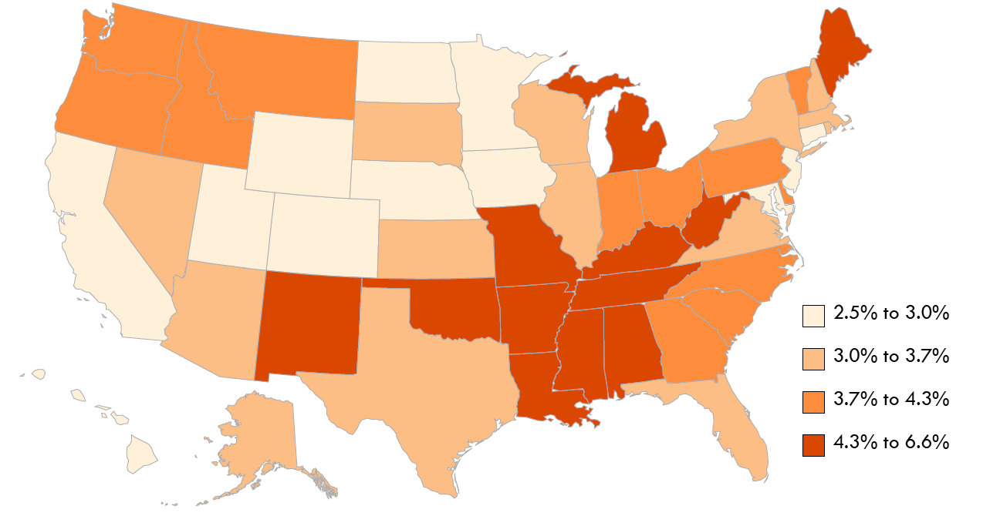 2.5% to 3.0%
3.0% to 3.7%
3.7% to 4.3%
4.3% to 6.6%